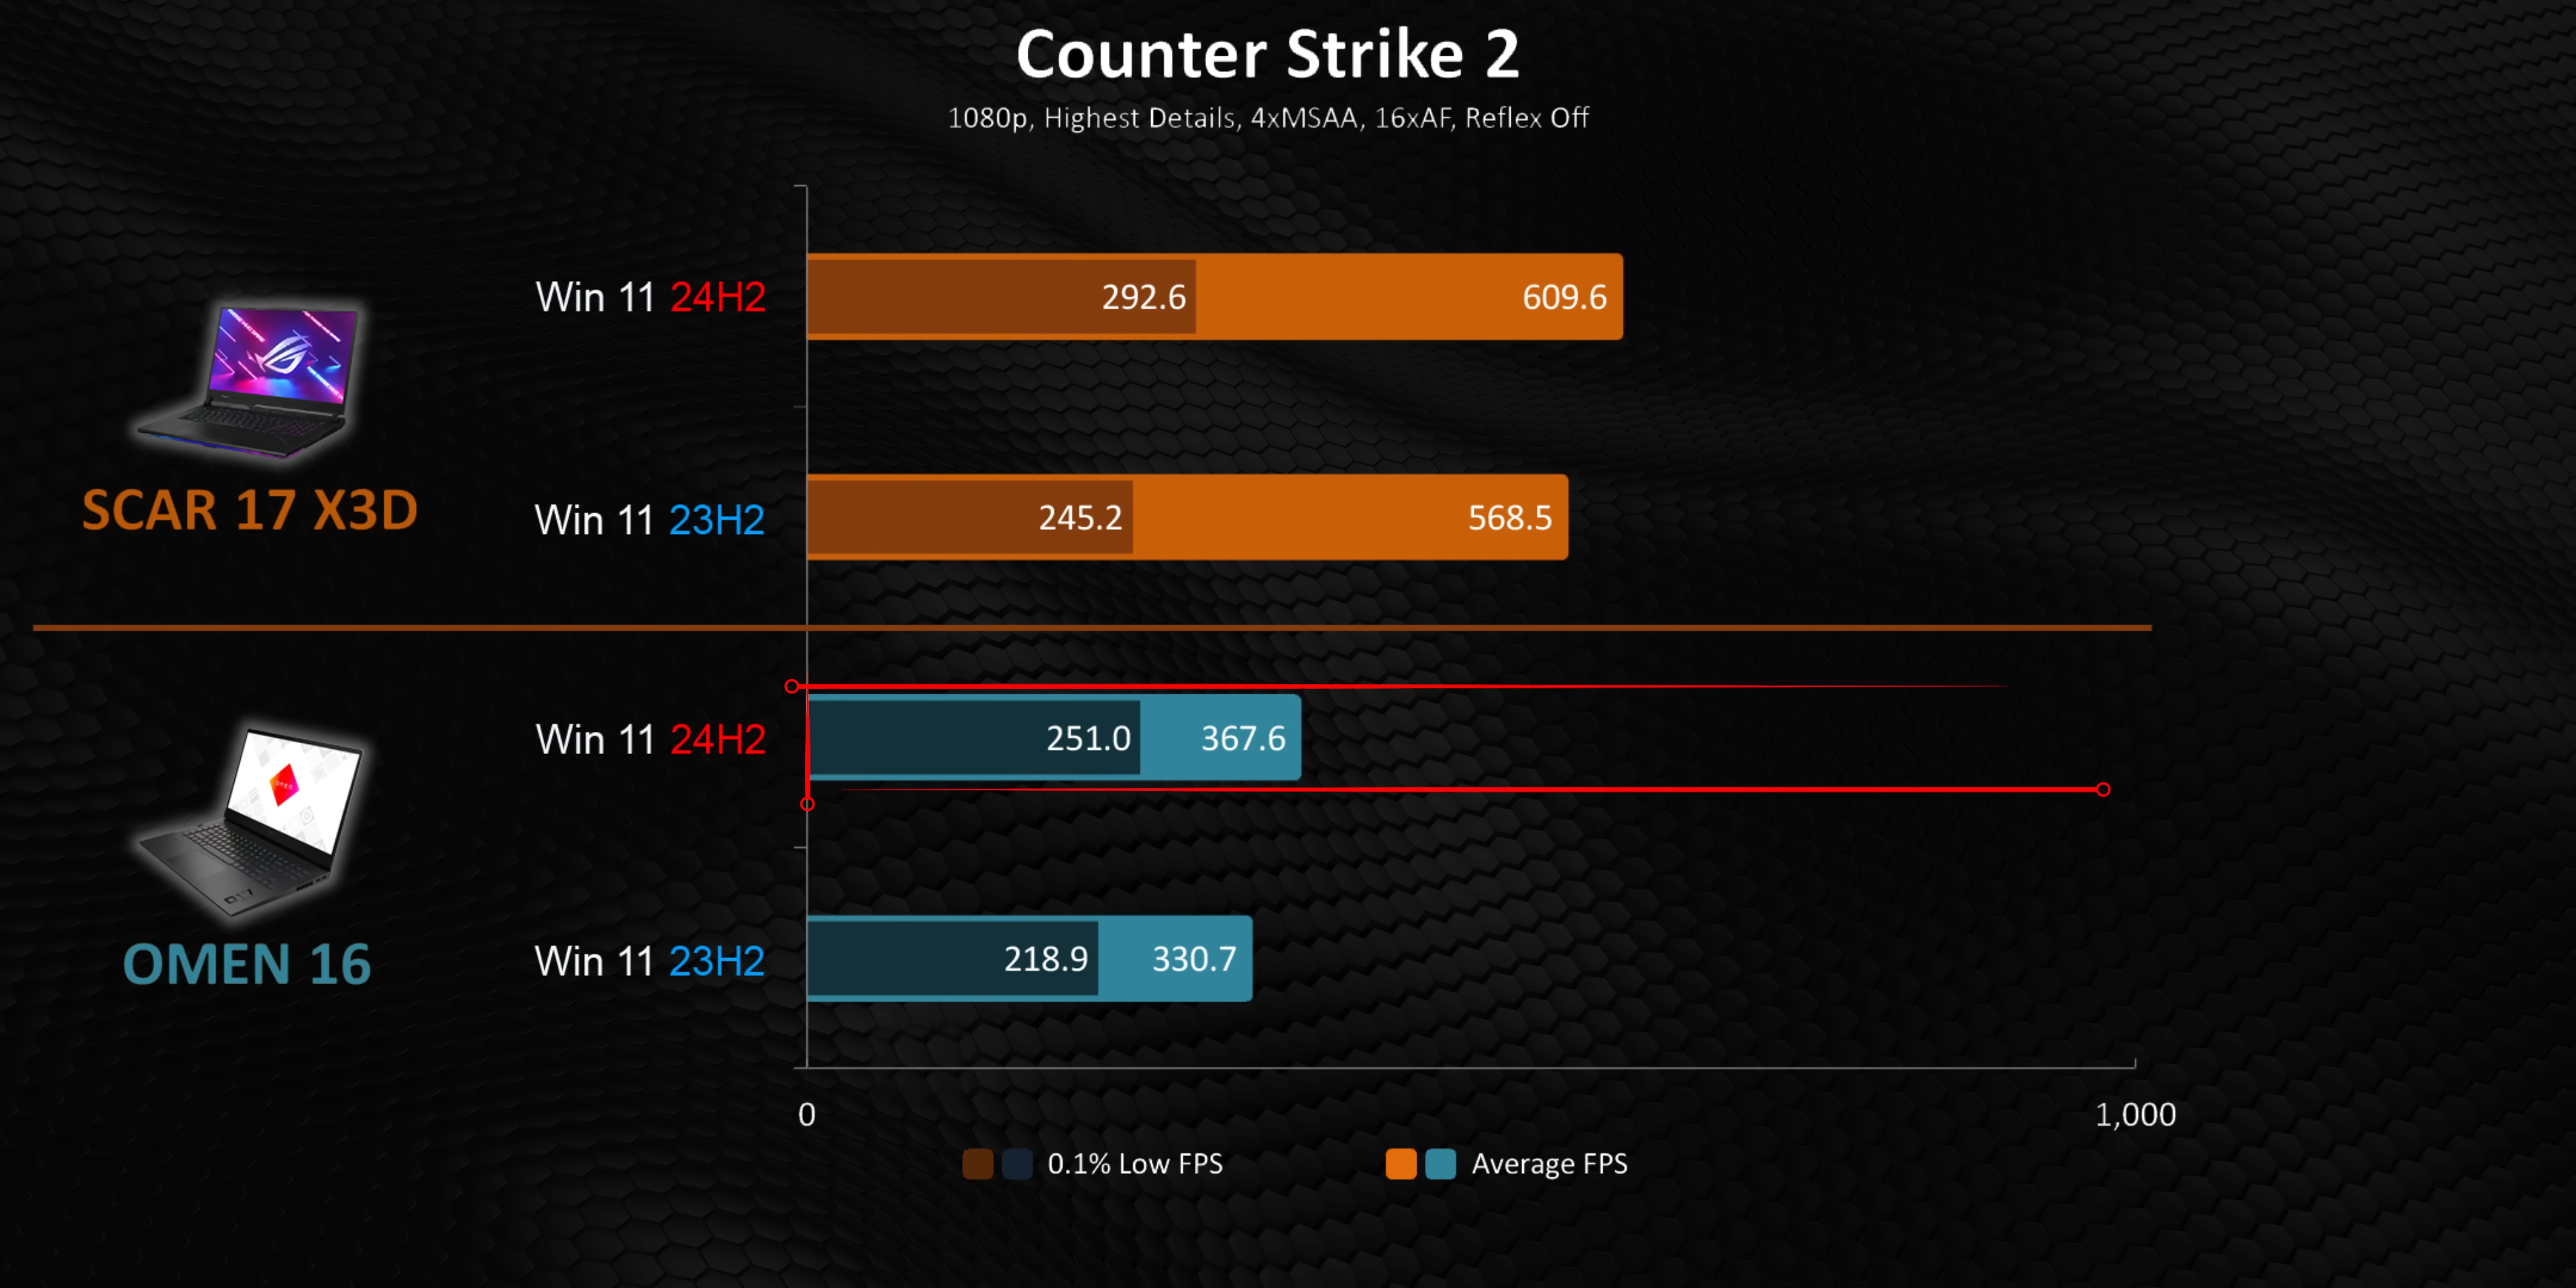 Counter Strike 2
1080p, Highest Details, 4xMSAA, 16xAF, Reflex Off
Win 11 24H2
292.6
609.6
SCAR 17 X3D
Win 11 23H2
245.2
568.5
Win 11 24H2
251.0
367.6
OMEN
OMEN 16
Win 11 23H2
218.9
330.7
0
1,000
0.1% Low FPS
Average FPS